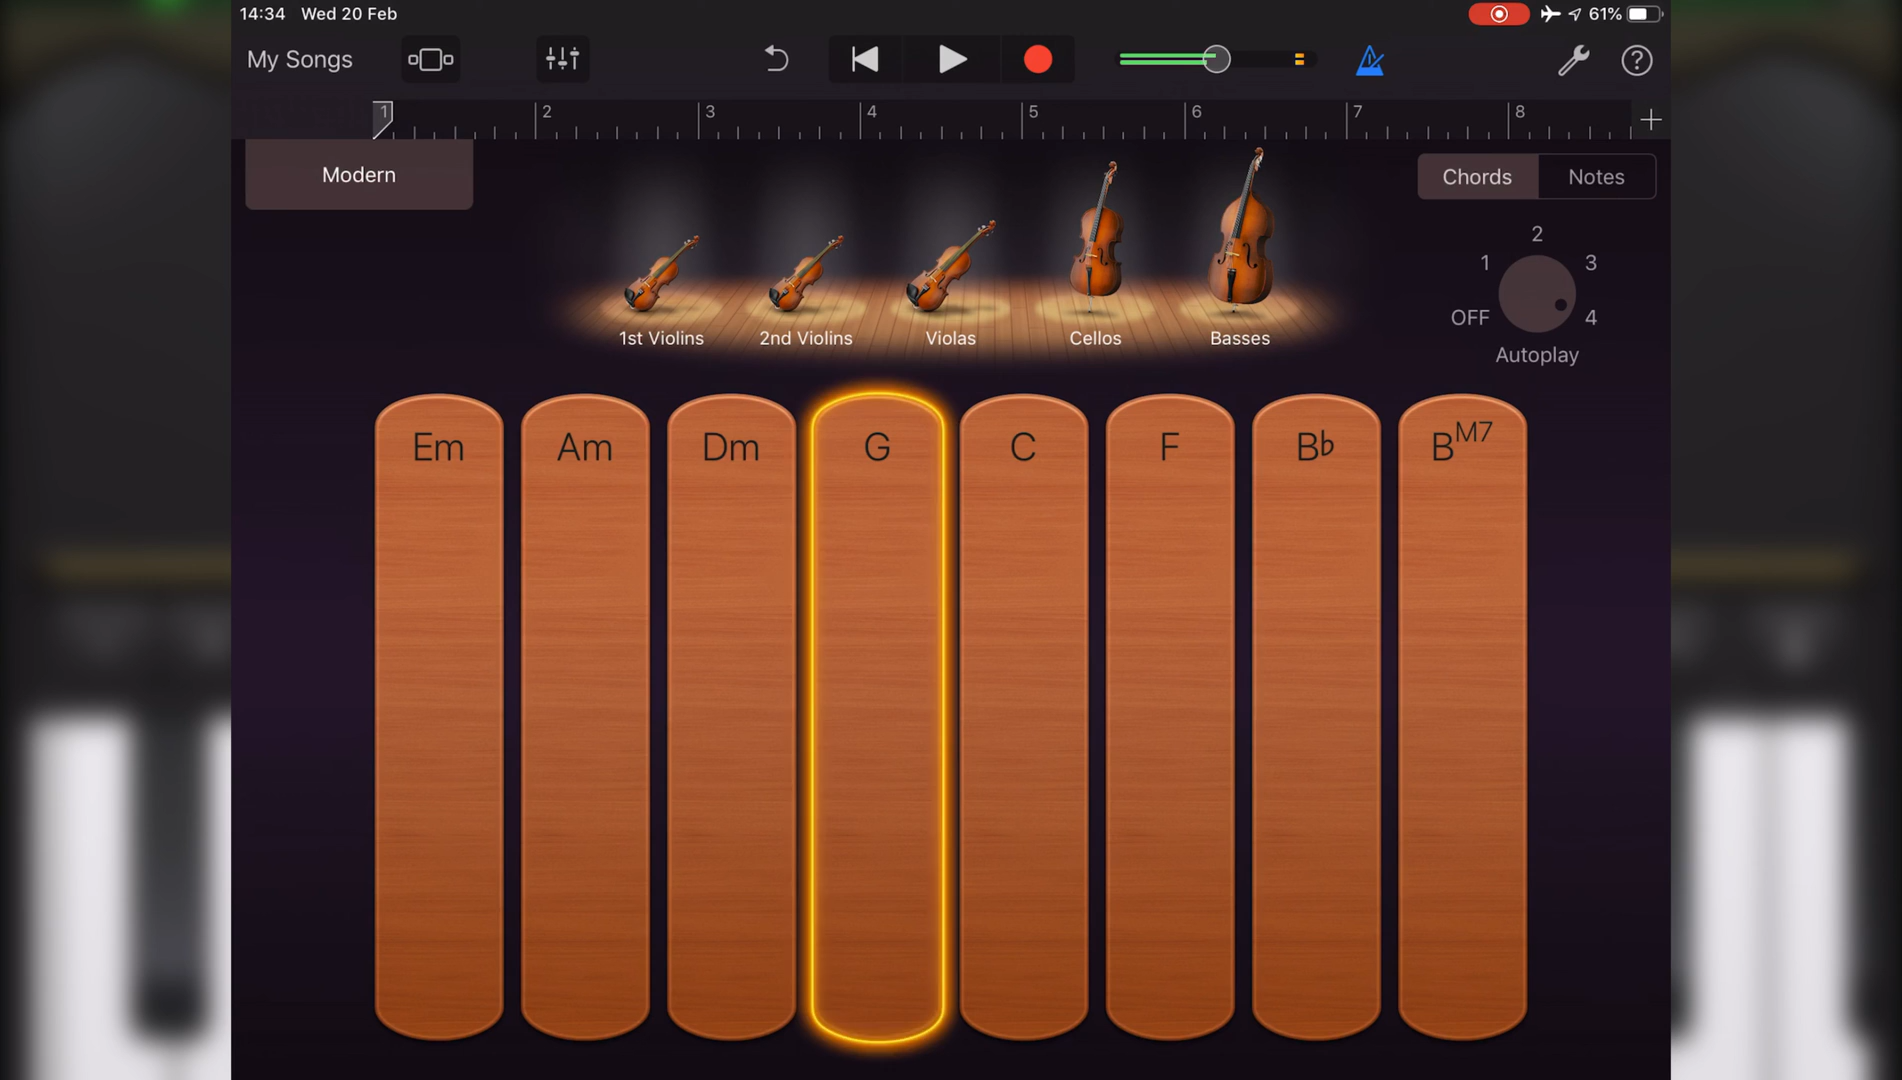 14:34 Wed 20 Feb 61%
My Songs ?
1 2 3 4 5 6 7 8 +
Modern
Chords Notes
1st Violins 2nd Violins Violas Cellos Basses
2
1 3
OFF 4
Autoplay
Em Am Dm G C F B♭ BM7